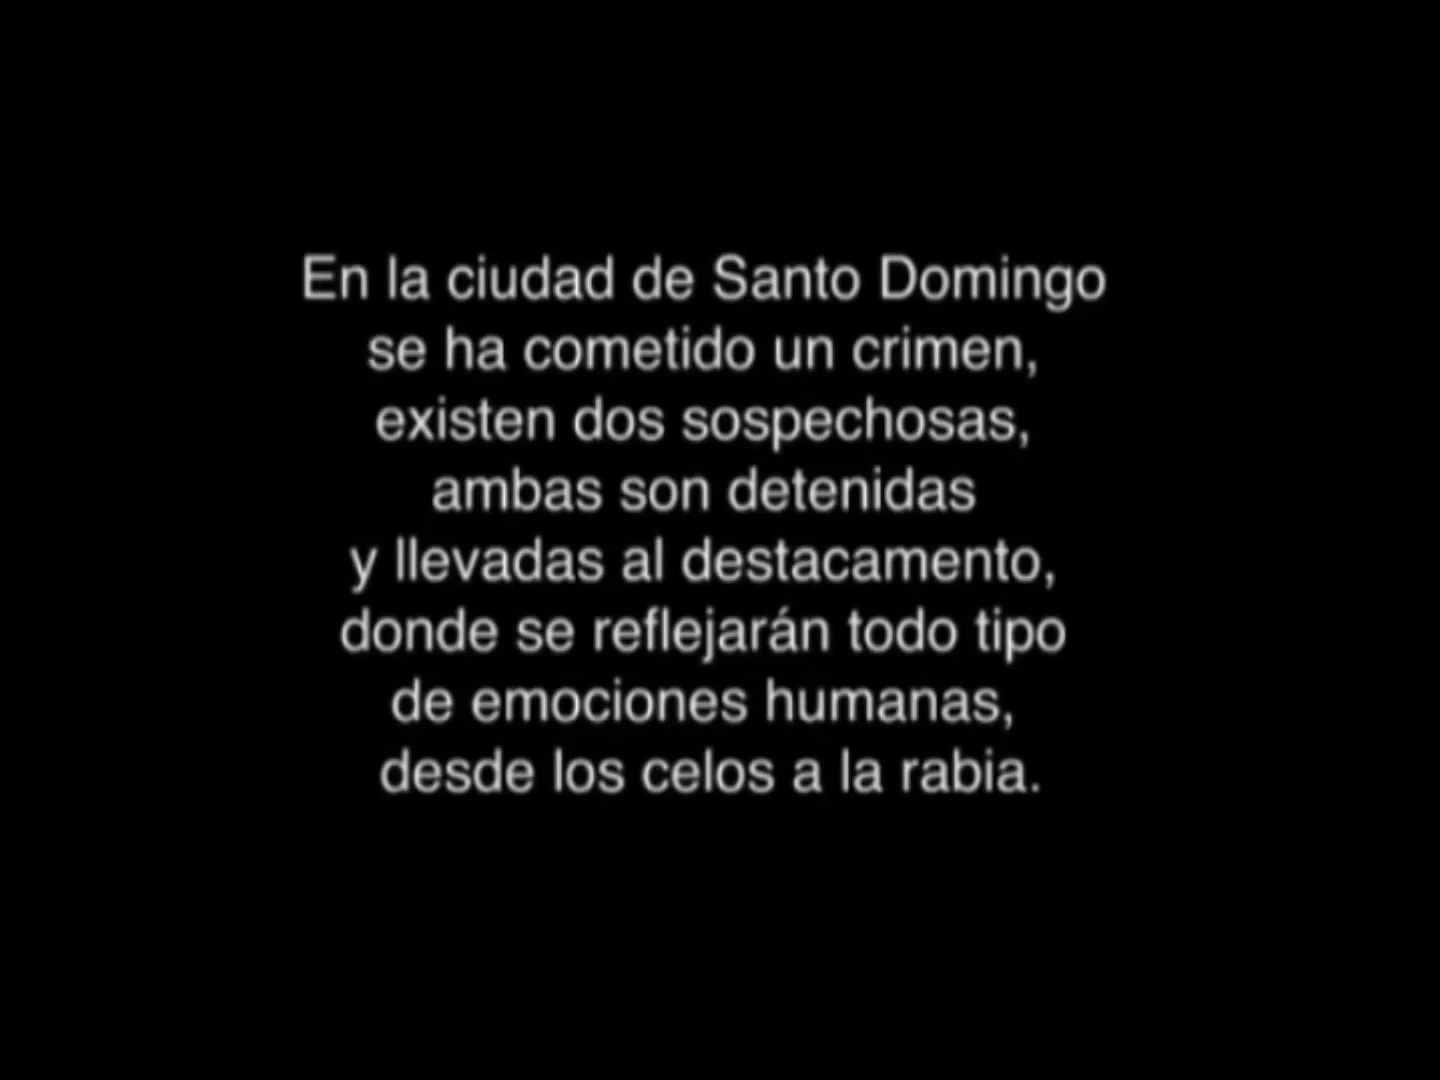 En la ciudad de Santo Domingo
se ha cometido un crimen,
existen dos sospechosas,
ambas son detenidas
y llevadas al destacamento,
donde se reflejarán todo tipo
de emociones humanas,
desde los celos a la rabia.